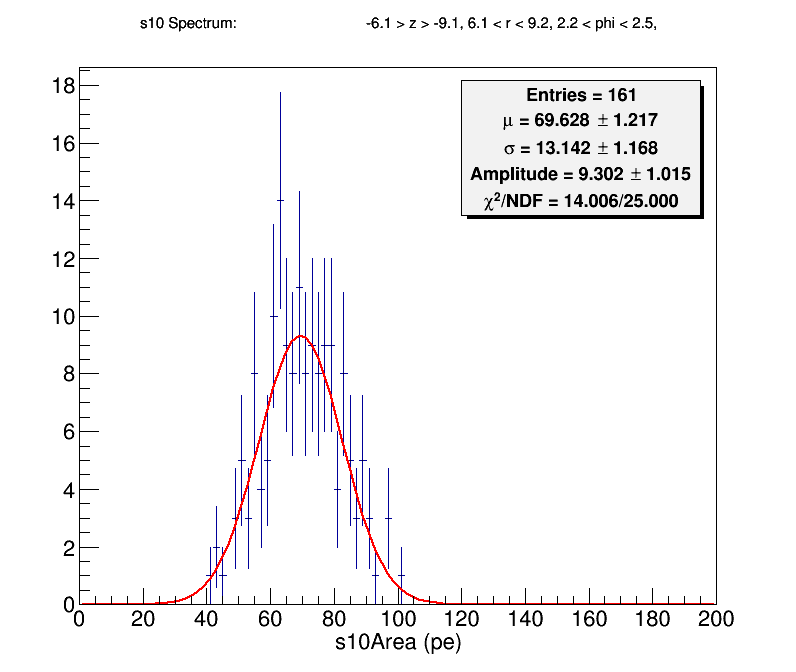 s10 Spectrum: -6.1 > z > -9.1, 6.1 < r < 9.2, 2.2 < phi < 2.5,
Entries = 161
μ = 69.628 ± 1.217
σ = 13.142 ± 1.168
Amplitude = 9.302 ± 1.015
χ²/NDF = 14.006/25.000
18
16
14
12
10
8
6
4
2
0
0 20 40 60 80 100 120 140 160 180 200
s10Area (pe)